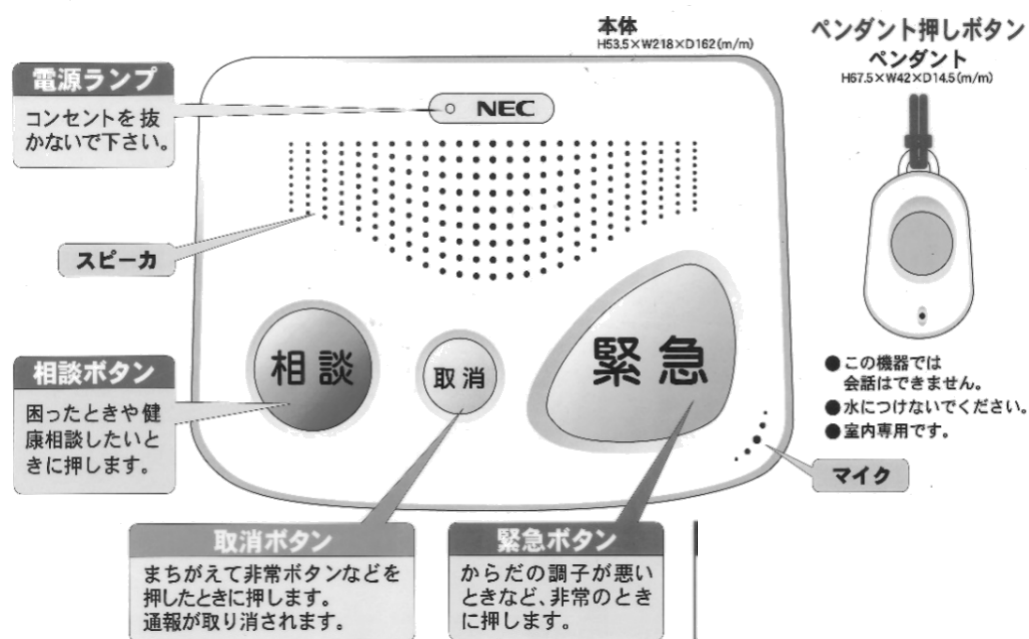 本体
H53.5×W218×D162(m/m)
ペンダント押しボタン
ペンダント
H67.5×W42×D14.5(m/m)
電源ランプ
コンセントを抜
かないで下さい。
NEC
スピーカ
相談
取消
緊急
相談ボタン
困ったときや健
康相談したいと
きに押します。
●この機器では
会話はできません。
●水につけないでください。
●室内専用です。
マイク
取消ボタン
まちがえて非常ボタンなどを
押したときに押します。
通報が取り消されます。
緊急ボタン
からだの調子が悪い
ときなど、非常のとき
に押します。